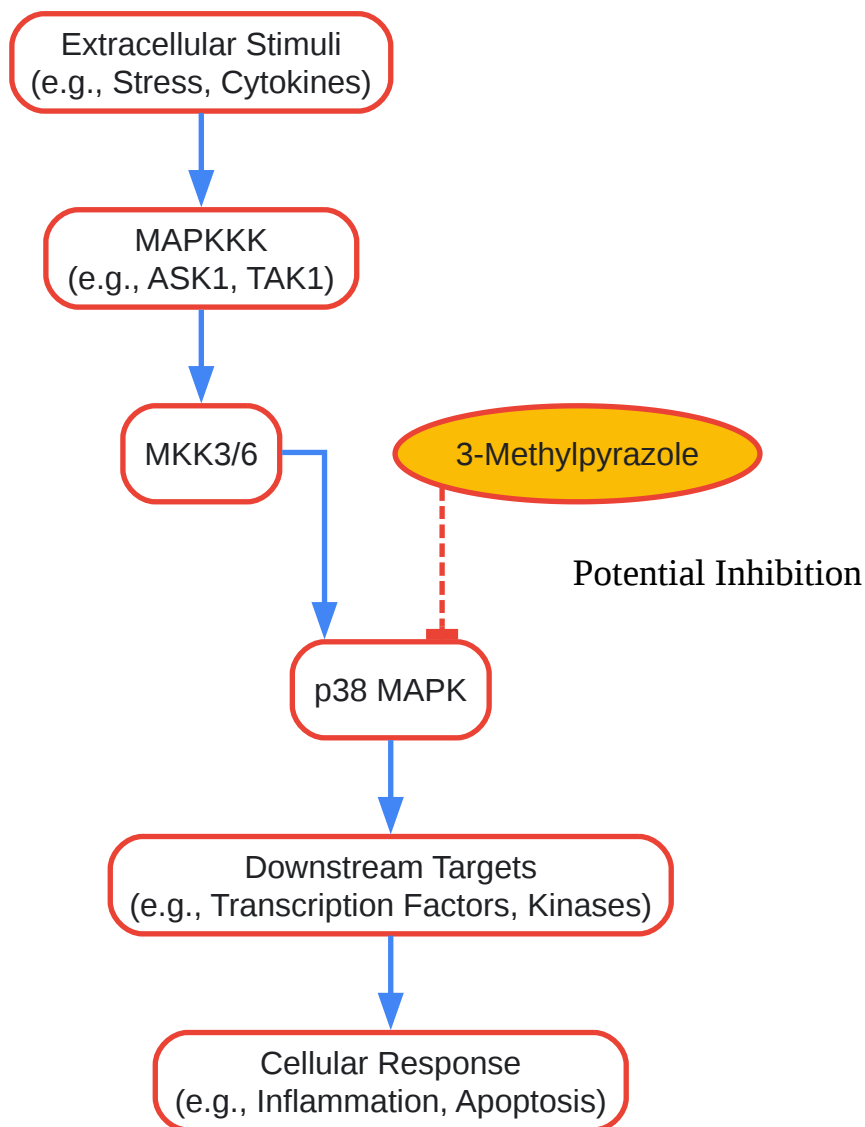 Extracellular Stimuli
(e.g., Stress, Cytokines)
MAPKKK
(e.g., ASK1, TAK1)
MKK3/6
3-Methylpyrazole
Potential Inhibition
p38 MAPK
Downstream Targets
(e.g., Transcription Factors, Kinases)
Cellular Response
(e.g., Inflammation, Apoptosis)